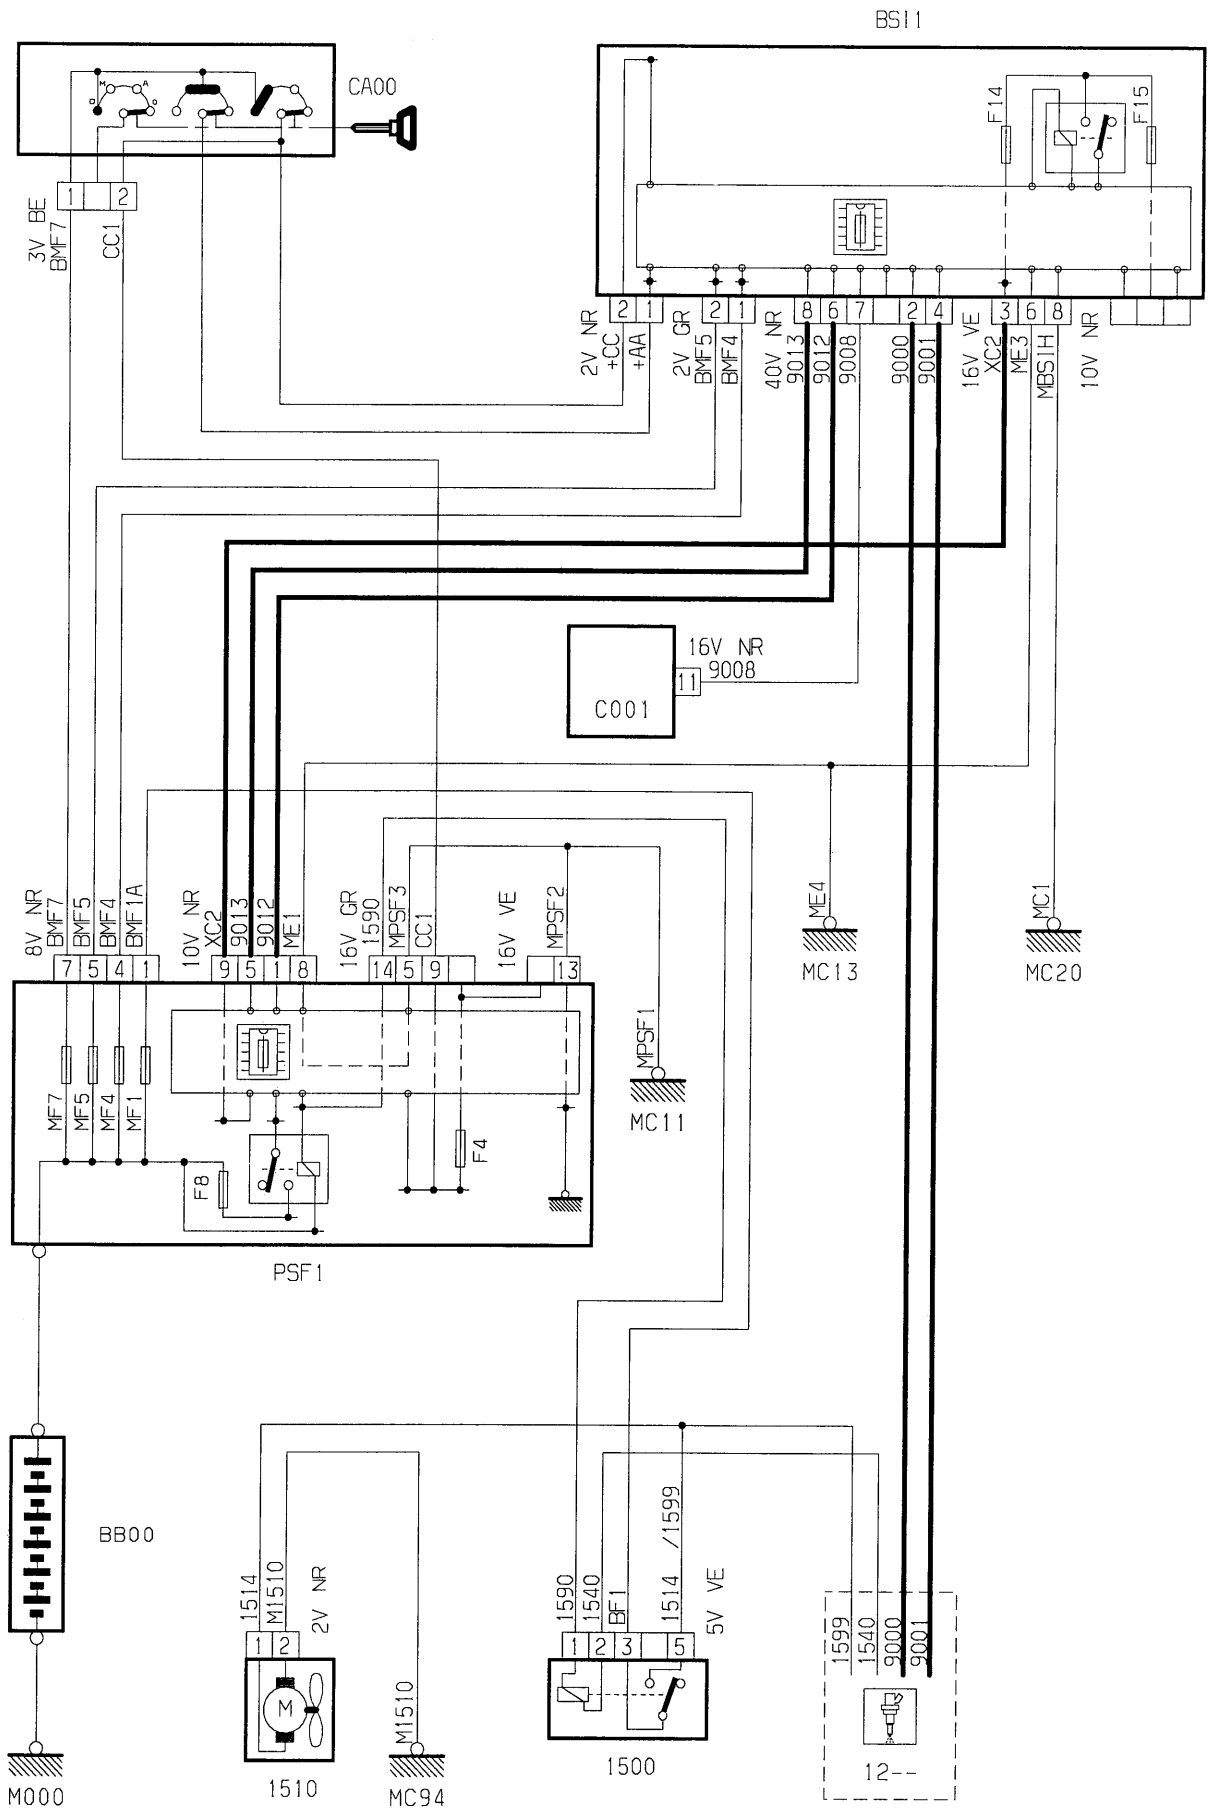 BSI1
CA00
M A
D
1 2
3V BE
BMF7
CC1
F14
F15
2 1 2 1 8 6 7 2 4 3 6 8
2V NR
+CC
+AA
2V GR
BMF5
BMF4
40V NR
9013
9012
9008
9000
9001
16V VE
XC2
ME3
MBSIH
10V NR
16V NR
9008
11
C001
8V NR
BMF7
BMF5
BMF4
BMF1A
10V NR
XC2
9013
9012
ME1
16V GR
1590
MPSF3
CC1
16V VE
MPSF2
ME4
MC13
MC1
MC20
7 5 4 1 9 5 1 8 14 5 9 13
MF7
MF5
MF4
MF1
F8
F4
MPSF1
MC11
PSF1
BB00
M000
1514
M1510
2V NR
1 2
M
1510
M1510
MC94
1590
1540
BF1
1514 /1599
5V VE
1 2 3 5
1500
1599
1540
9000
9001
12--